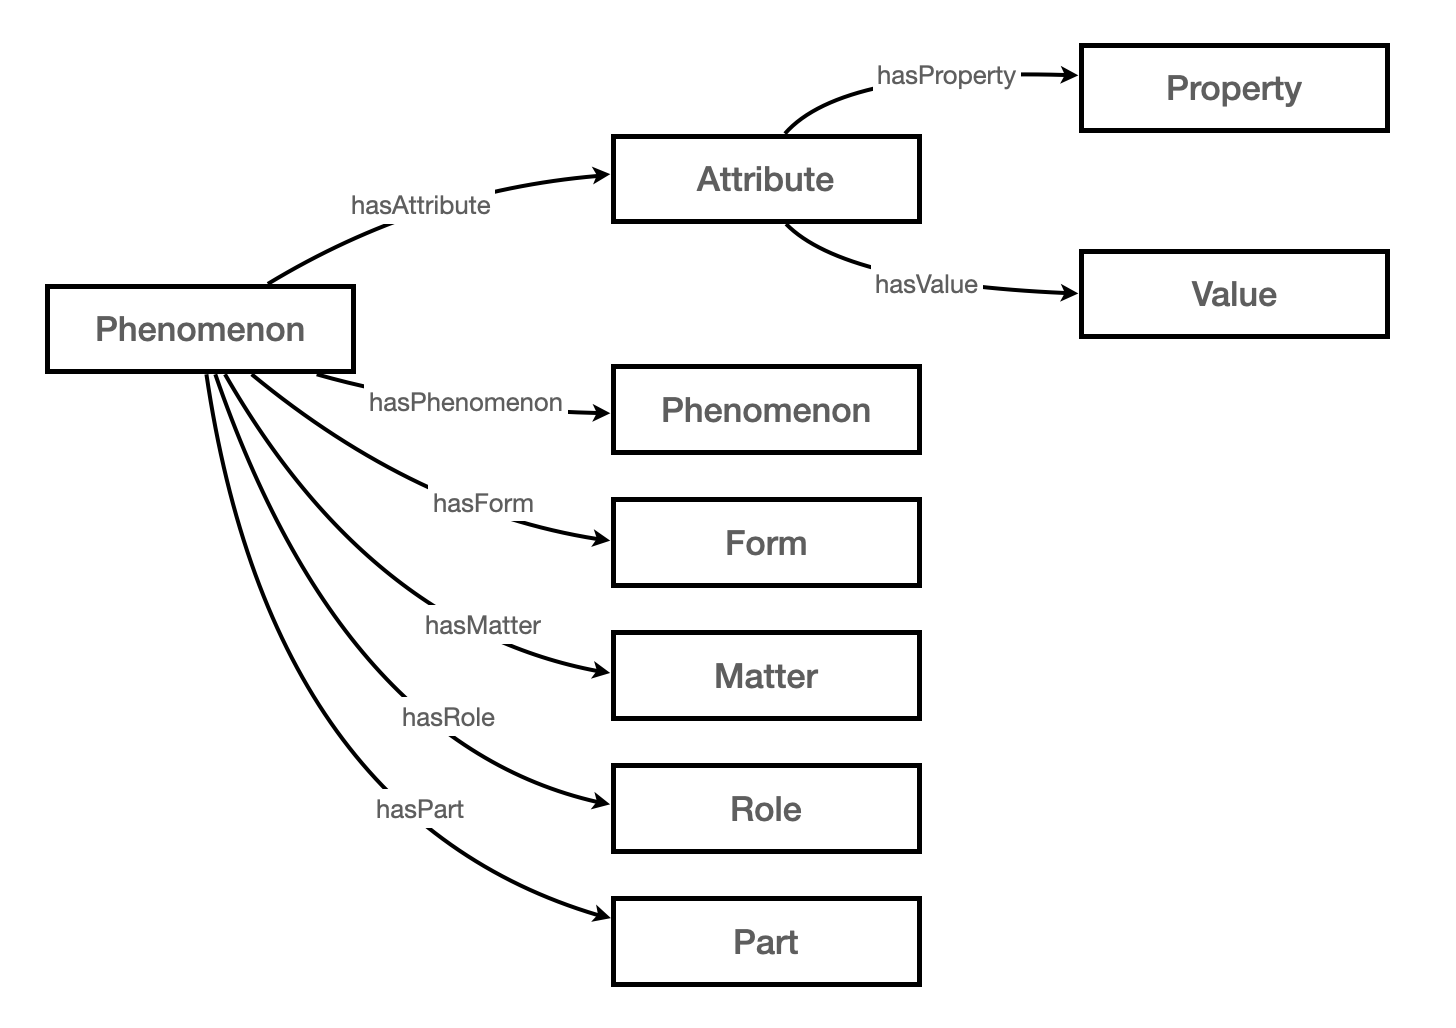 hasProperty
Property
Attribute
hasAttribute
hasValue
Value
Phenomenon
hasPhenomenon
Phenomenon
hasForm
Form
hasMatter
Matter
hasRole
Role
hasPart
Part